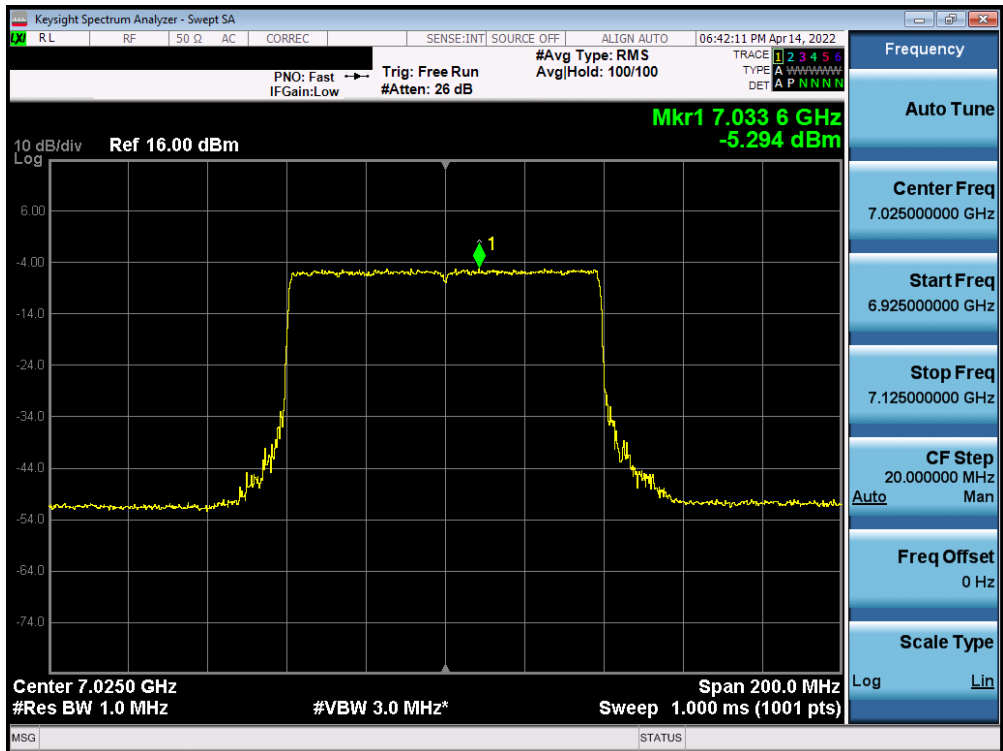 Keysight Spectrum Analyzer - Swept SA
LXI RL RF 50 Ω AC CORREC SENSE:INT SOURCE OFF ALIGN AUTO 06:42:11 PM Apr 14, 2022
PNO: Fast
IFGain:Low
Trig: Free Run
#Atten: 26 dB
#Avg Type: RMS
Avg|Hold: 100/100
TRACE 1 2 3 4 5 6
TYPE A WWWWW
DET A P N N N N
Mkr1 7.033 6 GHz
-5.294 dBm
10 dB/div Ref 16.00 dBm
Log
6.00
-4.00
-14.0
-24.0
-34.0
-44.0
-54.0
-64.0
-74.0
1
Center 7.0250 GHz Span 200.0 MHz
#Res BW 1.0 MHz #VBW 3.0 MHz* Sweep 1.000 ms (1001 pts)
MSG STATUS
Frequency
Auto Tune
Center Freq
7.025000000 GHz
Start Freq
6.925000000 GHz
Stop Freq
7.125000000 GHz
CF Step
20.000000 MHz
Auto Man
Freq Offset
0 Hz
Scale Type
Log Lin